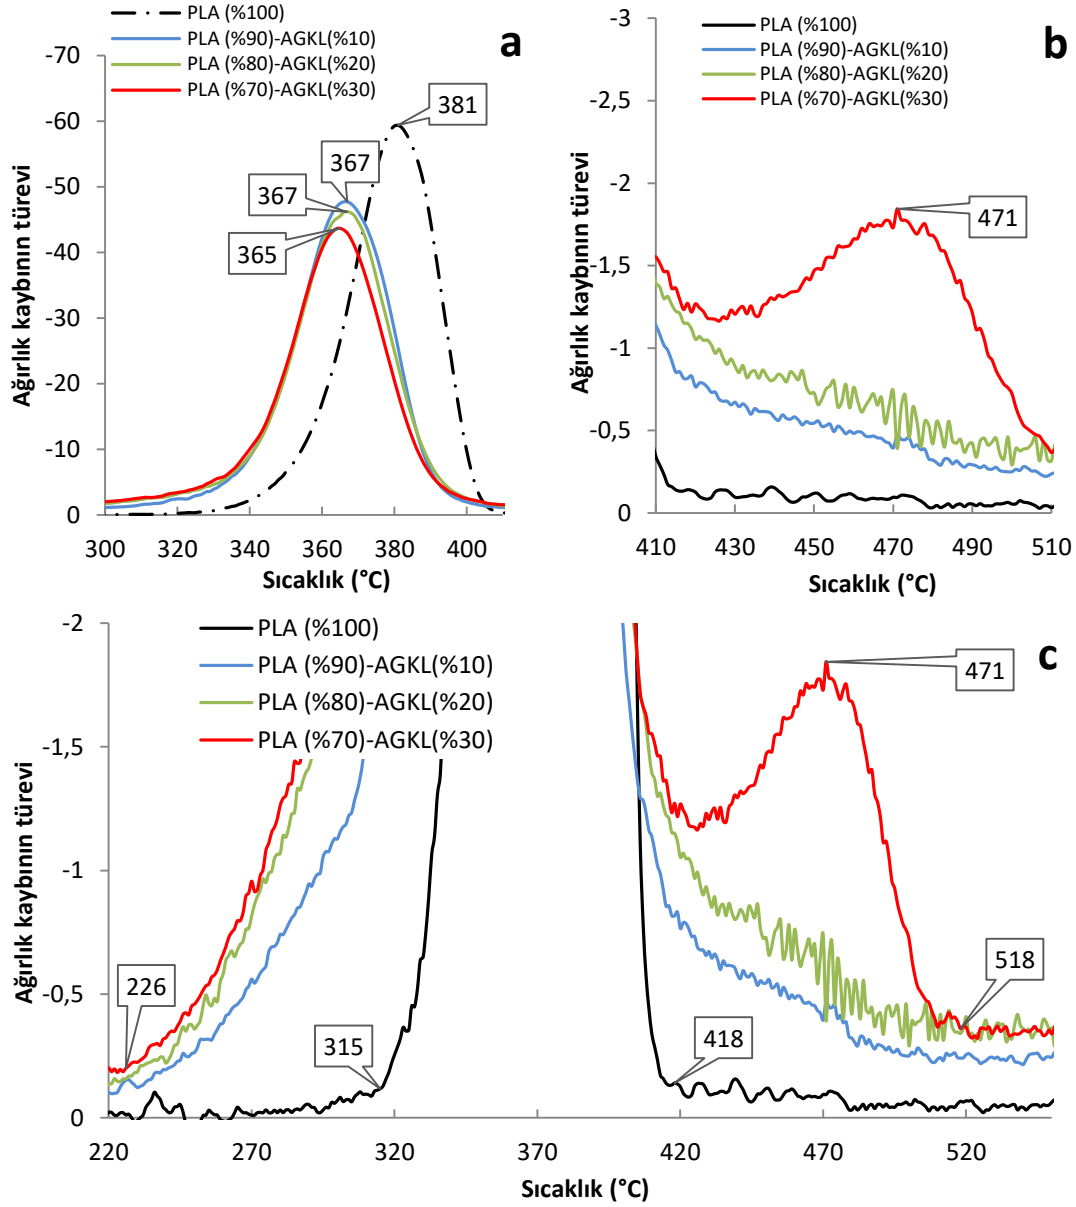 PLA (%100)
PLA (%90)-AGKL(%10)
PLA (%80)-AGKL(%20)
PLA (%70)-AGKL(%30)
a
-70
-60
-50
-40
-30
-20
-10
0
381
367
367
365
300
320
340
360
380
400
Sıcaklık (°C)
Ağırlık kaybının türevi
PLA (%100)
PLA (%90)-AGKL(%10)
PLA (%80)-AGKL(%20)
PLA (%70)-AGKL(%30)
b
-3
-2,5
-2
-1,5
-1
-0,5
0
471
410
430
450
470
490
510
Sıcaklık (°C)
Ağırlık kaybının türevi
PLA (%100)
PLA (%90)-AGKL(%10)
PLA (%80)-AGKL(%20)
PLA (%70)-AGKL(%30)
c
-2
-1,5
-1
-0,5
0
471
226
315
418
518
220
270
320
370
420
470
520
Sıcaklık (°C)
Ağırlık kaybının türevi